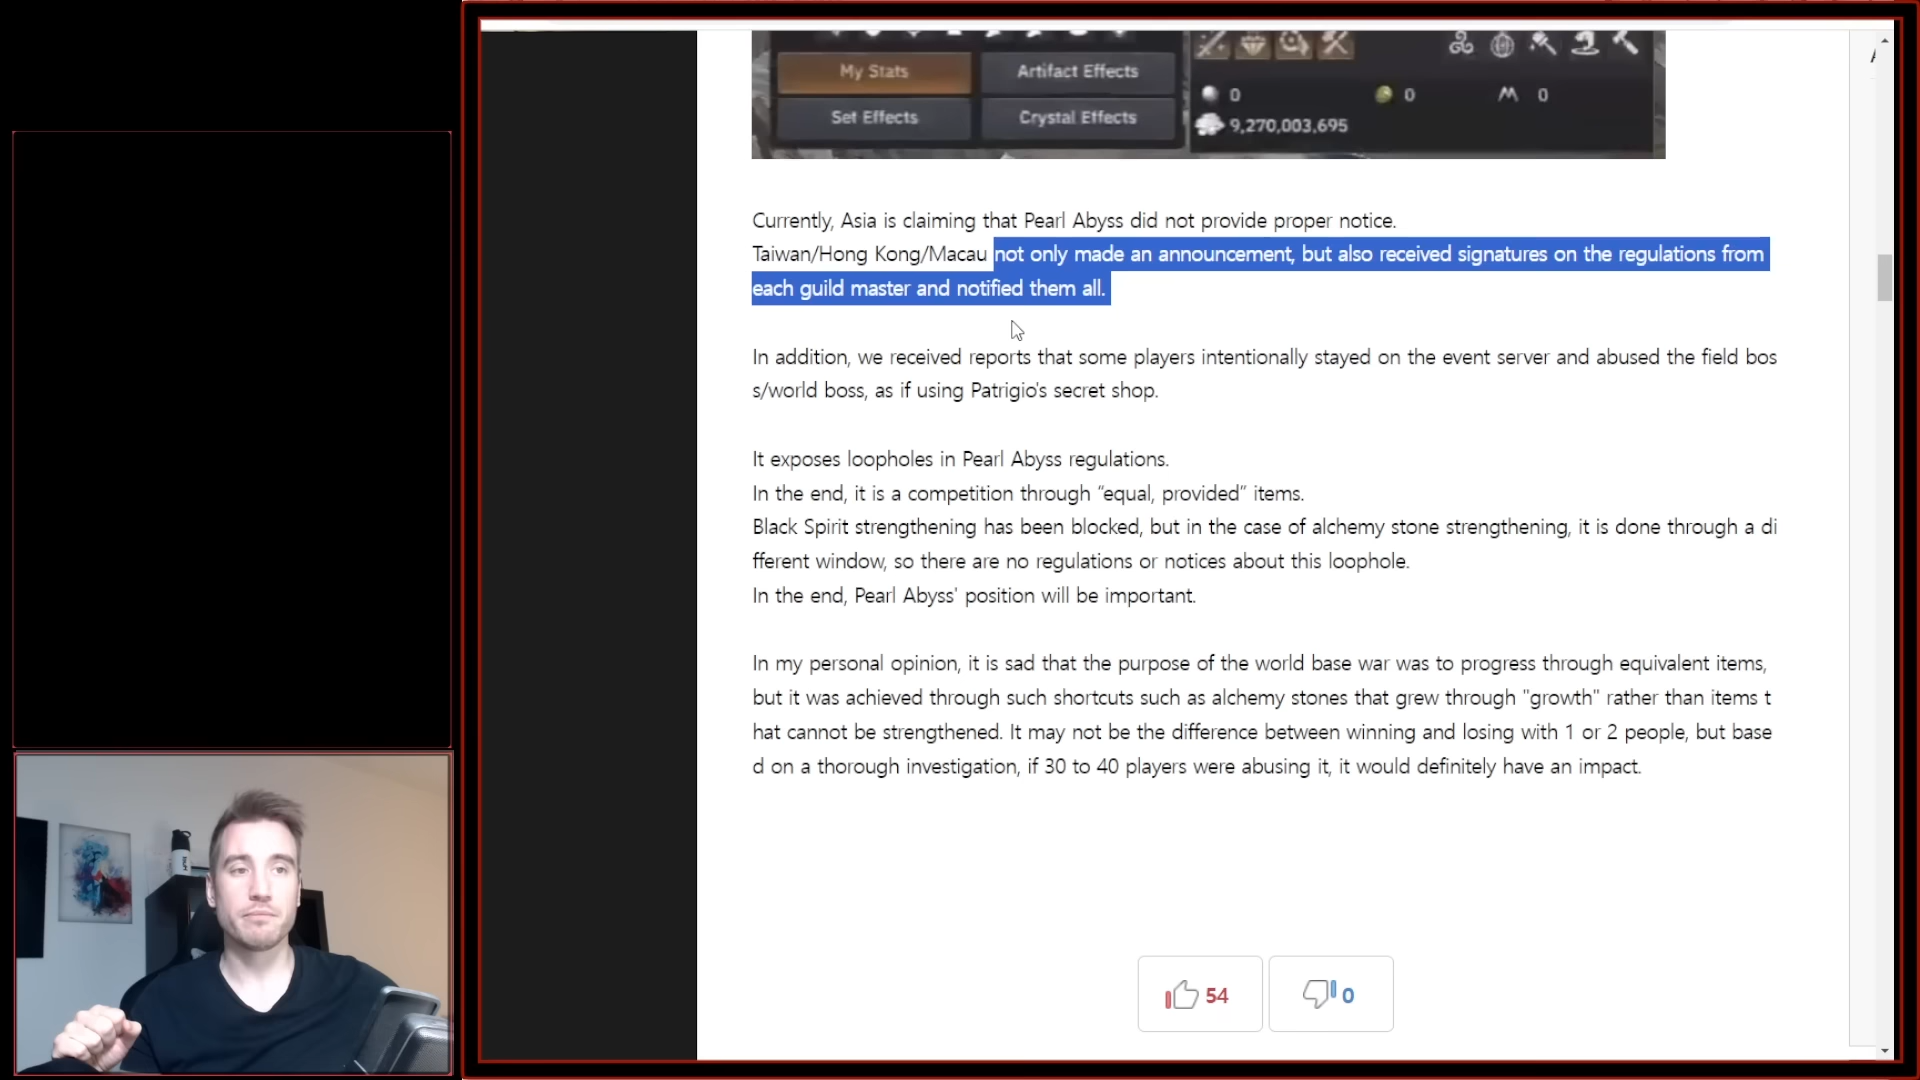 My Stats
Artifact Effects
Set Effects
Crystal Effects
0
0
0
9,270,003,695
Currently, Asia is claiming that Pearl Abyss did not provide proper notice.
Taiwan/Hong Kong/Macau not only made an announcement, but also received signatures on the regulations from
each guild master and notified them all.
In addition, we received reports that some players intentionally stayed on the event server and abused the field bos
s/world boss, as if using Patrigio's secret shop.
It exposes loopholes in Pearl Abyss regulations.
In the end, it is a competition through “equal, provided” items.
Black Spirit strengthening has been blocked, but in the case of alchemy stone strengthening, it is done through a di
fferent window, so there are no regulations or notices about this loophole.
In the end, Pearl Abyss' position will be important.
In my personal opinion, it is sad that the purpose of the world base war was to progress through equivalent items,
but it was achieved through such shortcuts such as alchemy stones that grew through "growth" rather than items t
hat cannot be strengthened. It may not be the difference between winning and losing with 1 or 2 people, but base
d on a thorough investigation, if 30 to 40 players were abusing it, it would definitely have an impact.
54
0